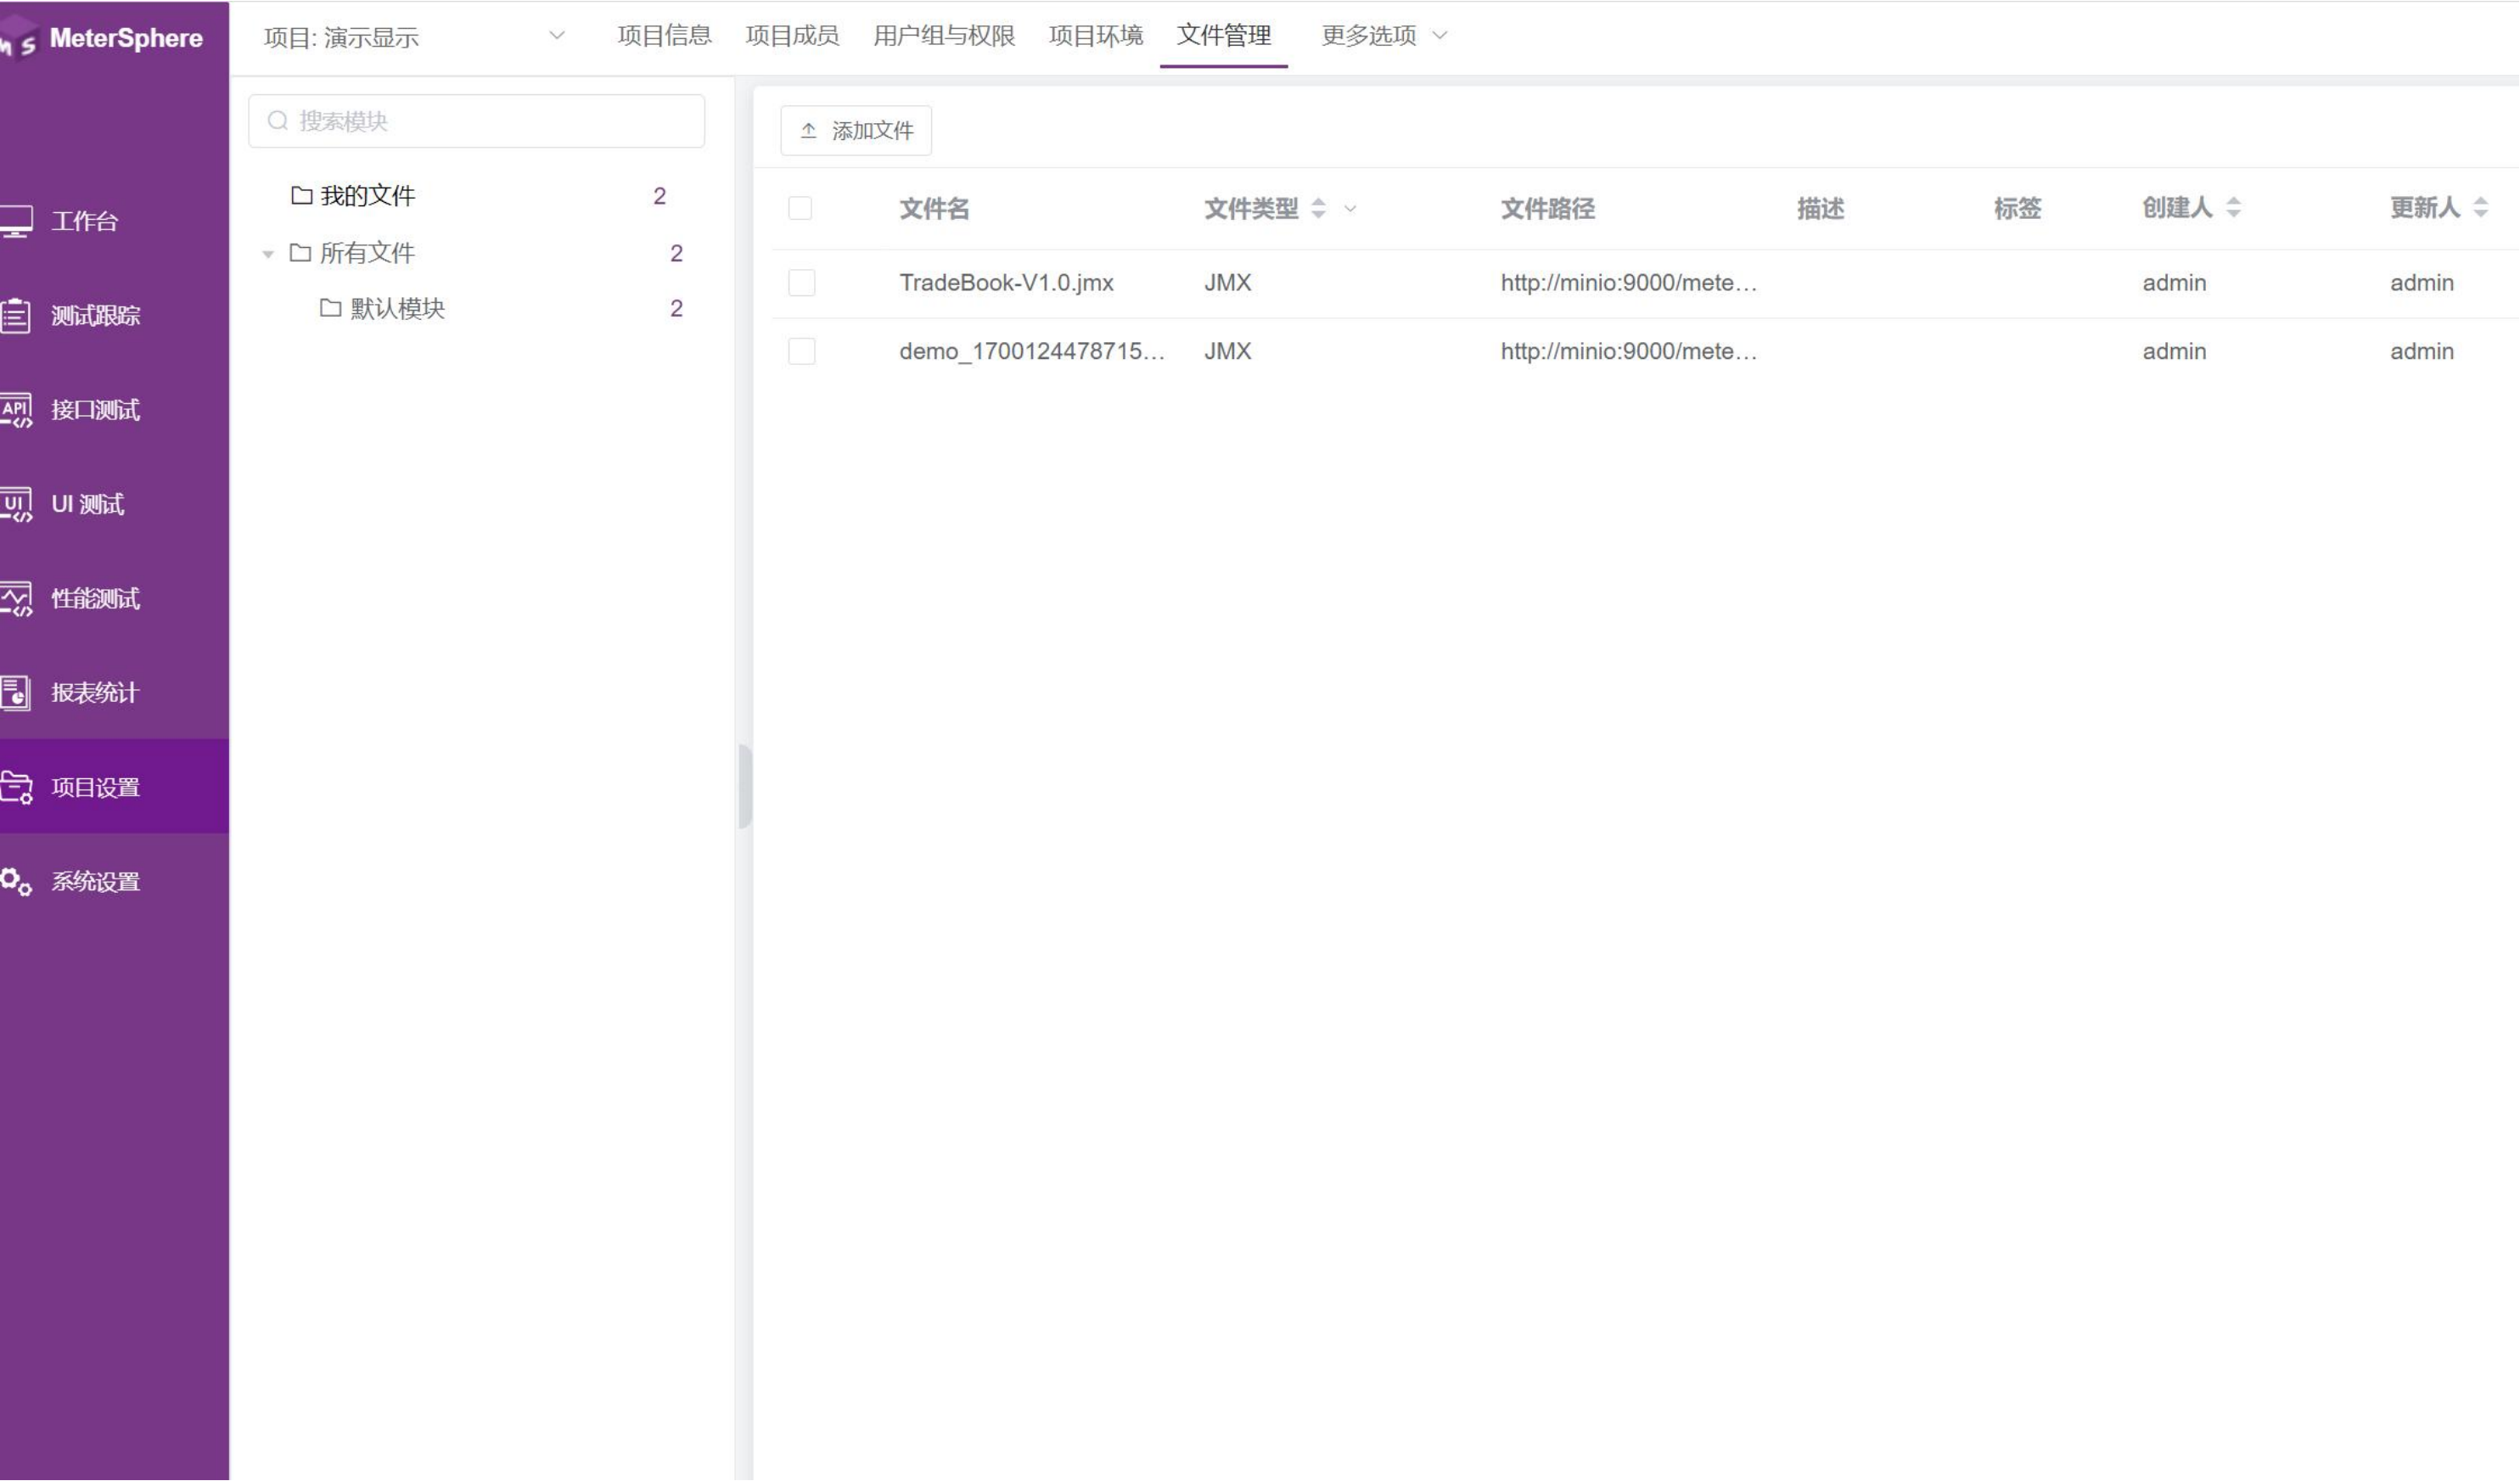 MeterSphere
项目: 演示显示
项目信息 项目成员 用户组与权限 项目环境 文件管理 更多选项
工作台
测试跟踪
API 接口测试
UI UI 测试
性能测试
报表统计
项目设置
系统设置
搜索模块
我的文件 2
所有文件 2
默认模块 2
添加文件
文件名 文件类型 文件路径 描述 标签 创建人 更新人
TradeBook-V1.0.jmx JMX http://minio:9000/mete... admin admin
demo_1700124478715... JMX http://minio:9000/mete... admin admin